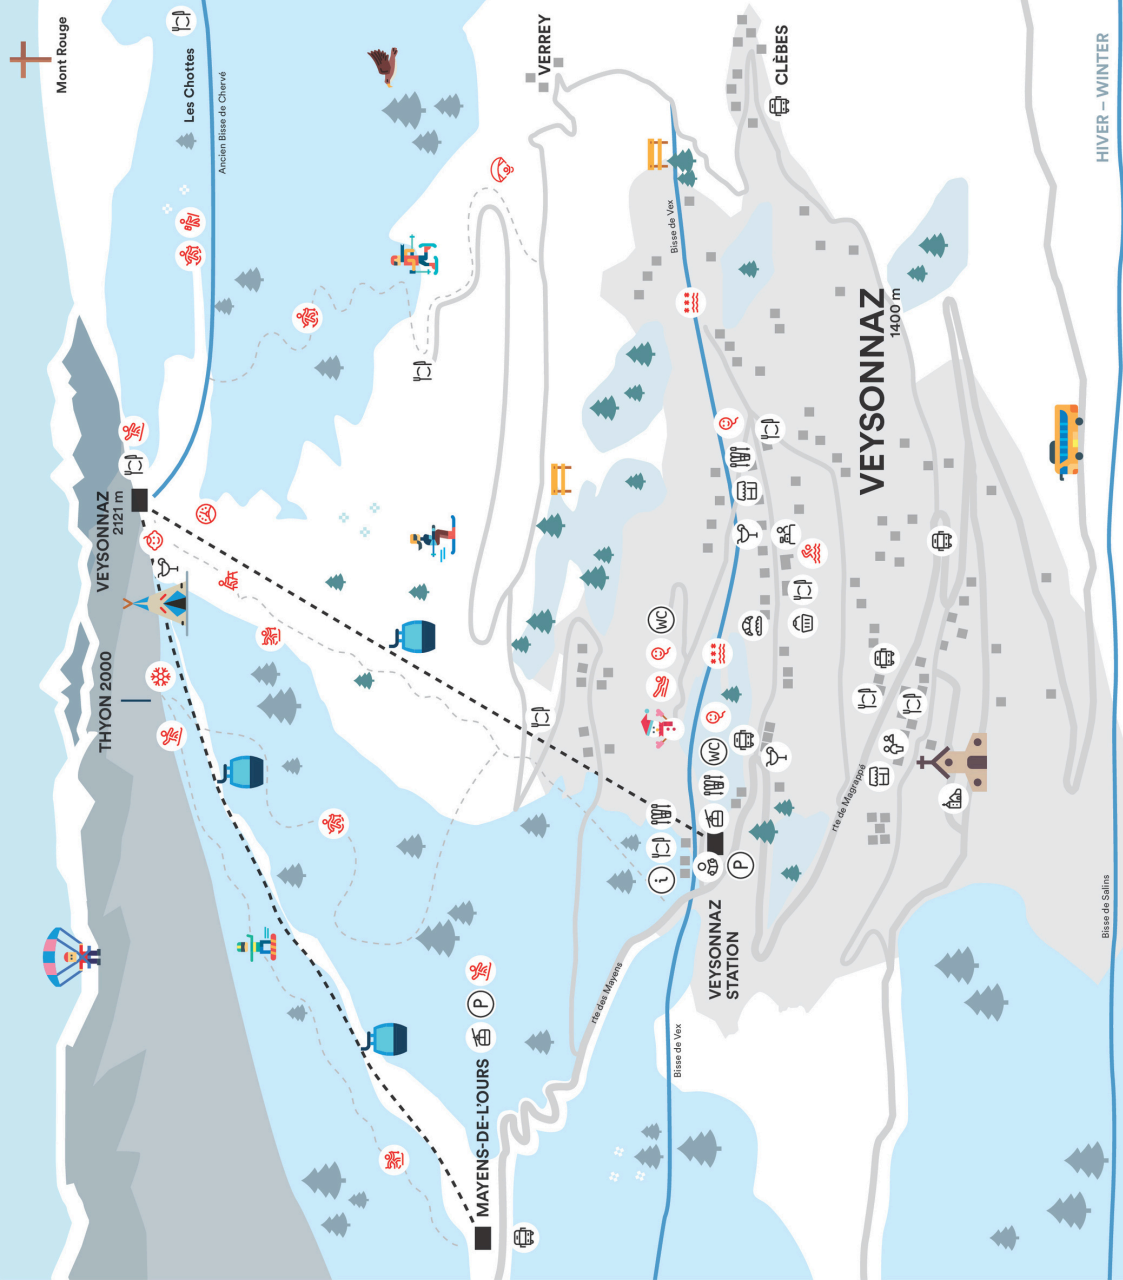 Mont Rouge
Les Chottes
Ancien Bisse de Chervé
VERREY
CLÈBES
HIVER – WINTER
Bisse de Vex
VEYSONNAZ
1400 m
VEYSONNAZ
2121 m
THYON 2000
WC
WC
i
P
VEYSONNAZ
STATION
rte de Magrappé
rte des Mayens
Bisse de Vex
Bisse de Salins
P
MAYENS-DE-L'OURS